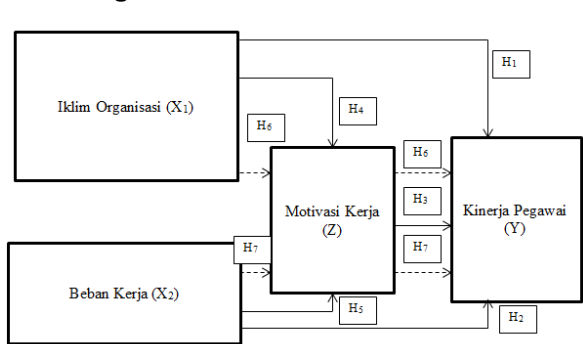 H1
Iklim Organisasi (X1)
H4
H6
H6
Motivasi Kerja
(Z)
H3
Kinerja Pegawai
(Y)
H7
H7
Beban Kerja (X2)
H5
H2